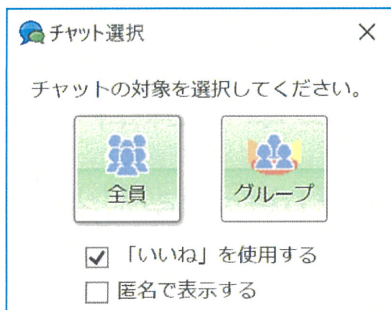 チャット選択
チャットの対象を選択してください。
全員
グループ
「いいね」を使用する
匿名で表示する